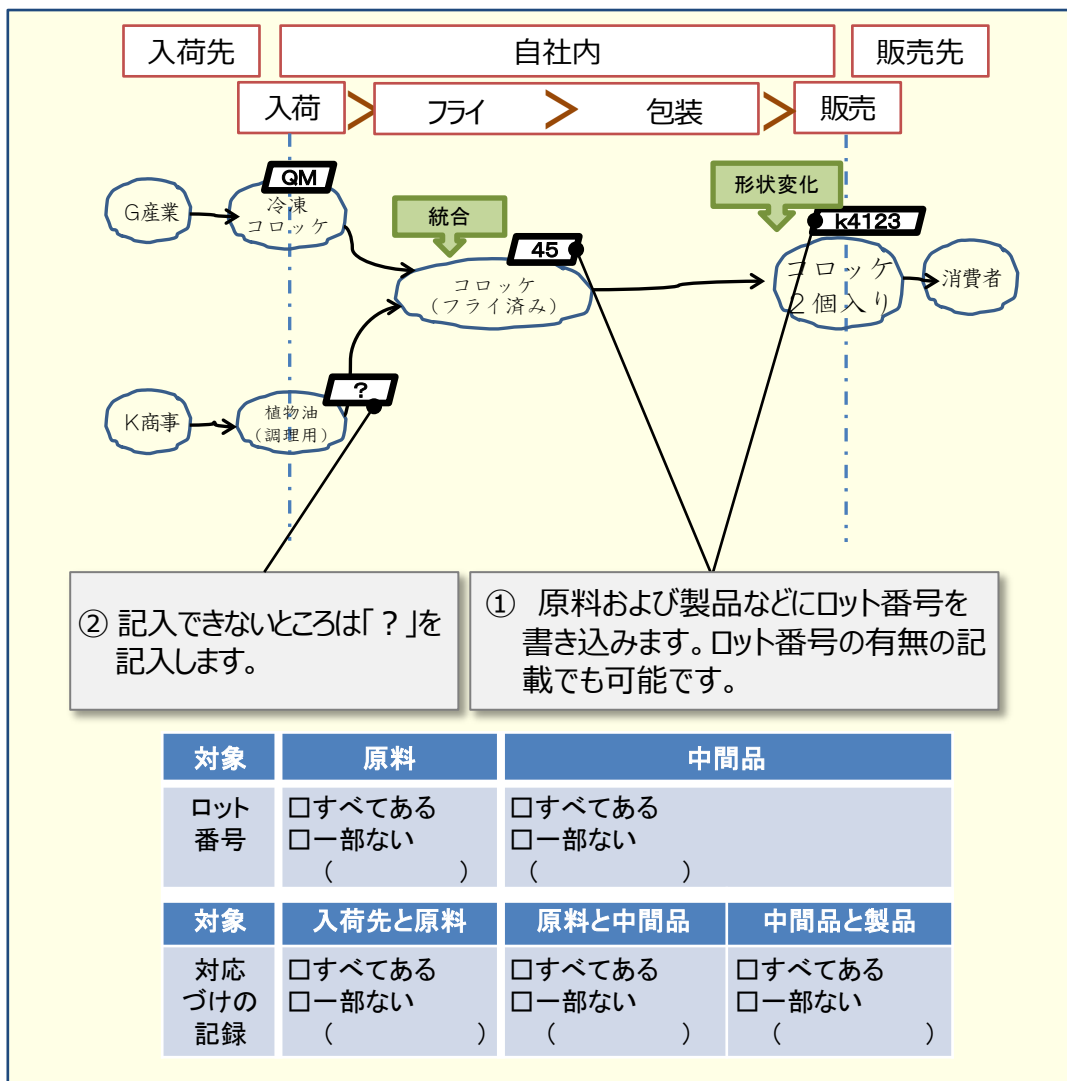 入荷先
自社内
販売先
入荷
フライ
包装
販売
QM
G産業
冷凍
コロッケ
統合
形状変化
45
k4123
コロッケ
(フライ済み)
コロッケ
2個入り
消費者
?
K商事
植物油
(調理用)
② 記入できないところは「?」を
記入します。
① 原料および製品などにロット番号を
書き込みます。ロット番号の有無の記
載でも可能です。
対象 原料 中間品
ロット
番号
□すべてある
□一部ない
( )
□すべてある
□一部ない
( )
対象 入荷先と原料 原料と中間品 中間品と製品
対応
づけの
記録
□すべてある
□一部ない
( )
□すべてある
□一部ない
( )
□すべてある
□一部ない
( )